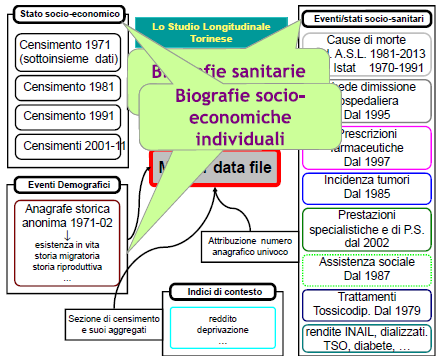 Stato socio-economico
Censimento 1971
(sottoinsieme dati)
Censimento 1981
Censimento 1991
Censimenti 2001-11
Eventi Demografici
Anagrafe storica
anonima 1971-02
↓
esistenza in vita
storia migratoria
storia riproduttiva
...
Sezione di censimento
e suoi aggregati
Lo Studio Longitudinale
Torinese
sanitarie
Biografie socio-
economiche
individuali
data file
Attribuzione numero
anagrafico univoco
Indici di contesto
reddito
deprivazione
...
Eventi/stati socio-sanitari
Cause di morte
A.S.L. 1981-2013
Istat 1970-1991
dimissione
Dal 1995
Prescrizioni
Dal 1997
Incidenza tumori
Dal 1985
Prestazioni
specialistiche e di P.S.
dal 2002
Assistenza sociale
Dal 1987
Trattamenti
Tossicodip. Dal 1979
rendite INAIL, dializzati.
TSO, diabete, ...